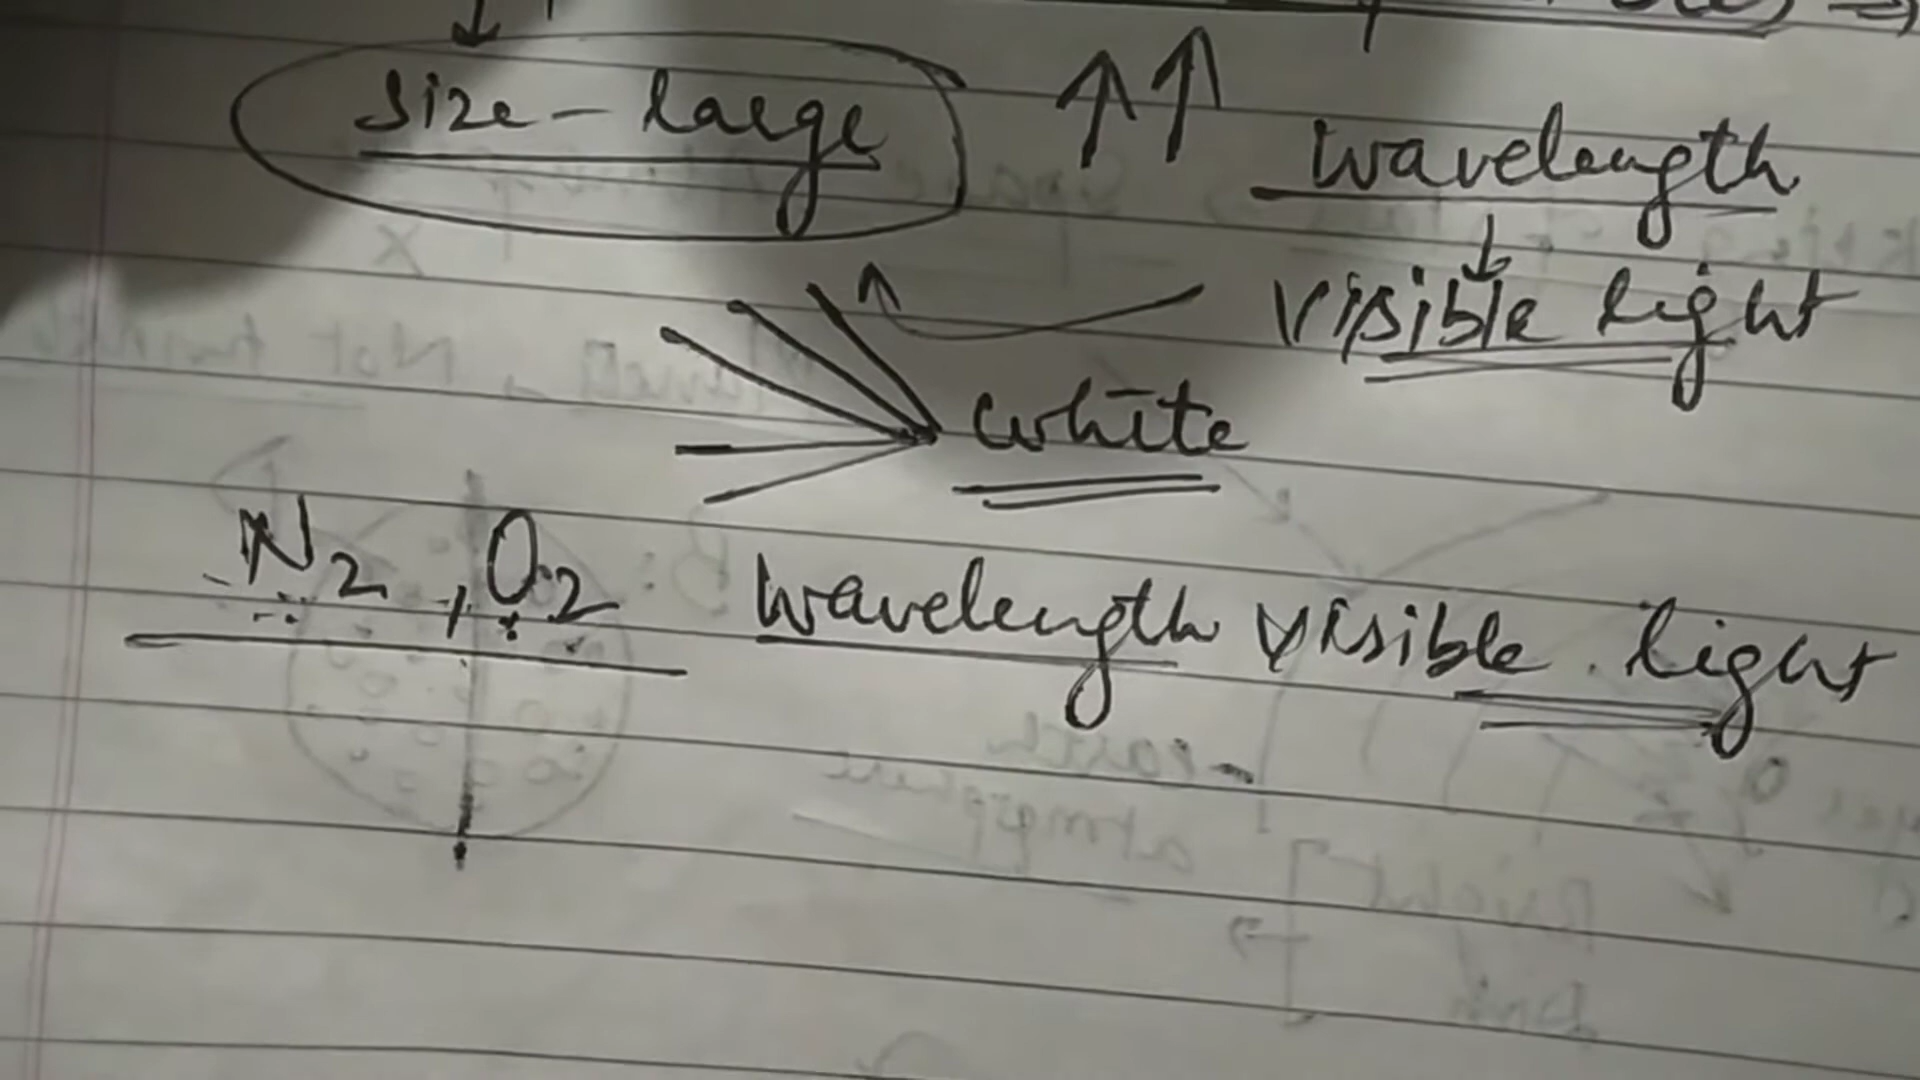 Size - large ↑↑ wavelength
↓
visible light
white
N2, O2 wavelength visible light